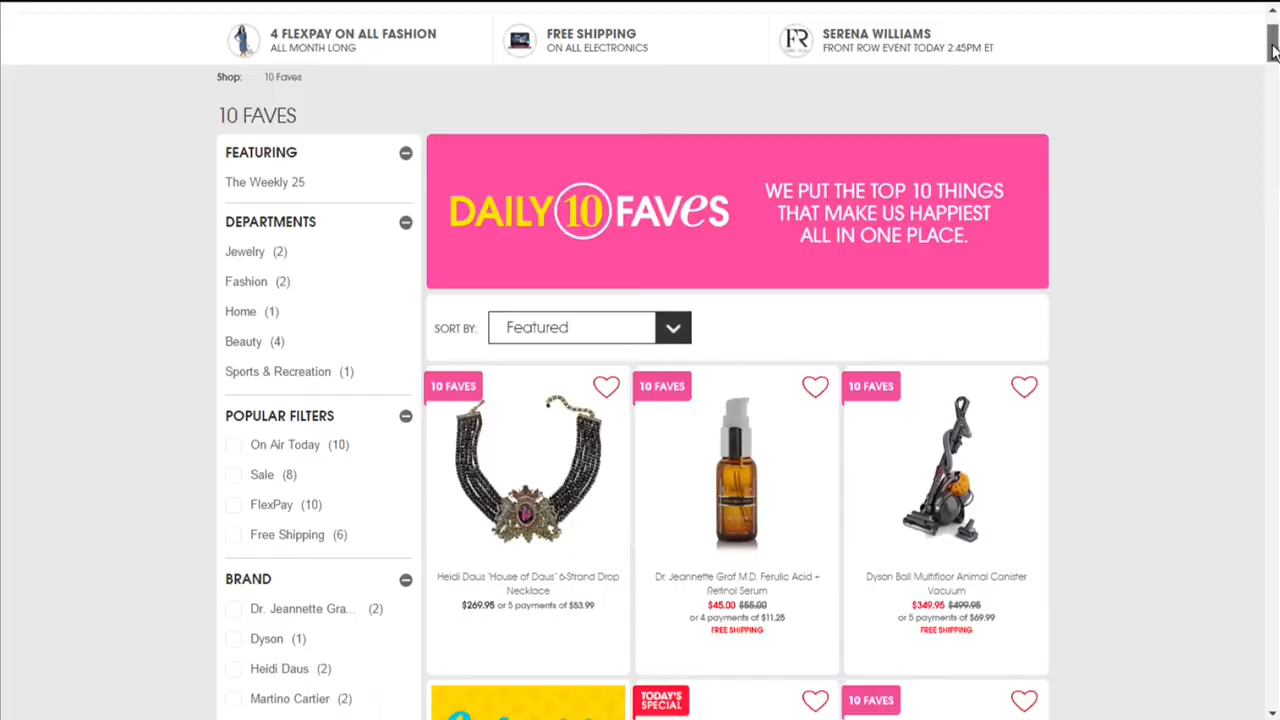 4 FLEXPAY ON ALL FASHION
ALL MONTH LONG
FREE SHIPPING
ON ALL ELECTRONICS
FR
SERENA WILLIAMS
FRONT ROW EVENT TODAY 2:45PM ET
Shop: 10 Faves
10 FAVES
FEATURING
The Weekly 25
DEPARTMENTS
Jewelry (2)
Fashion (2)
Home (1)
Beauty (4)
Sports & Recreation (1)
POPULAR FILTERS
On Air Today (10)
Sale (8)
FlexPay (10)
Free Shipping (6)
BRAND
Dr. Jeannette Gra... (2)
Dyson (1)
Heidi Daus (2)
Martino Cartier (2)
DAILY 10 FAVeS
WE PUT THE TOP 10 THINGS
THAT MAKE US HAPPIEST
ALL IN ONE PLACE.
SORT BY: Featured
10 FAVES
Heidi Daus "House of Daus" 6-Strand Drop
Necklace
$269.95 or 5 payments of $53.99
10 FAVES
Dr. Jeannette Graf M.D. Ferulic Acid +
Retinol Serum
$45.00 $55.00
or 4 payments of $11.25
FREE SHIPPING
10 FAVES
Dyson Ball Multifloor Animal Canister
Vacuum
$349.95 $499.95
or 5 payments of $69.99
FREE SHIPPING
TODAY'S
SPECIAL
10 FAVES